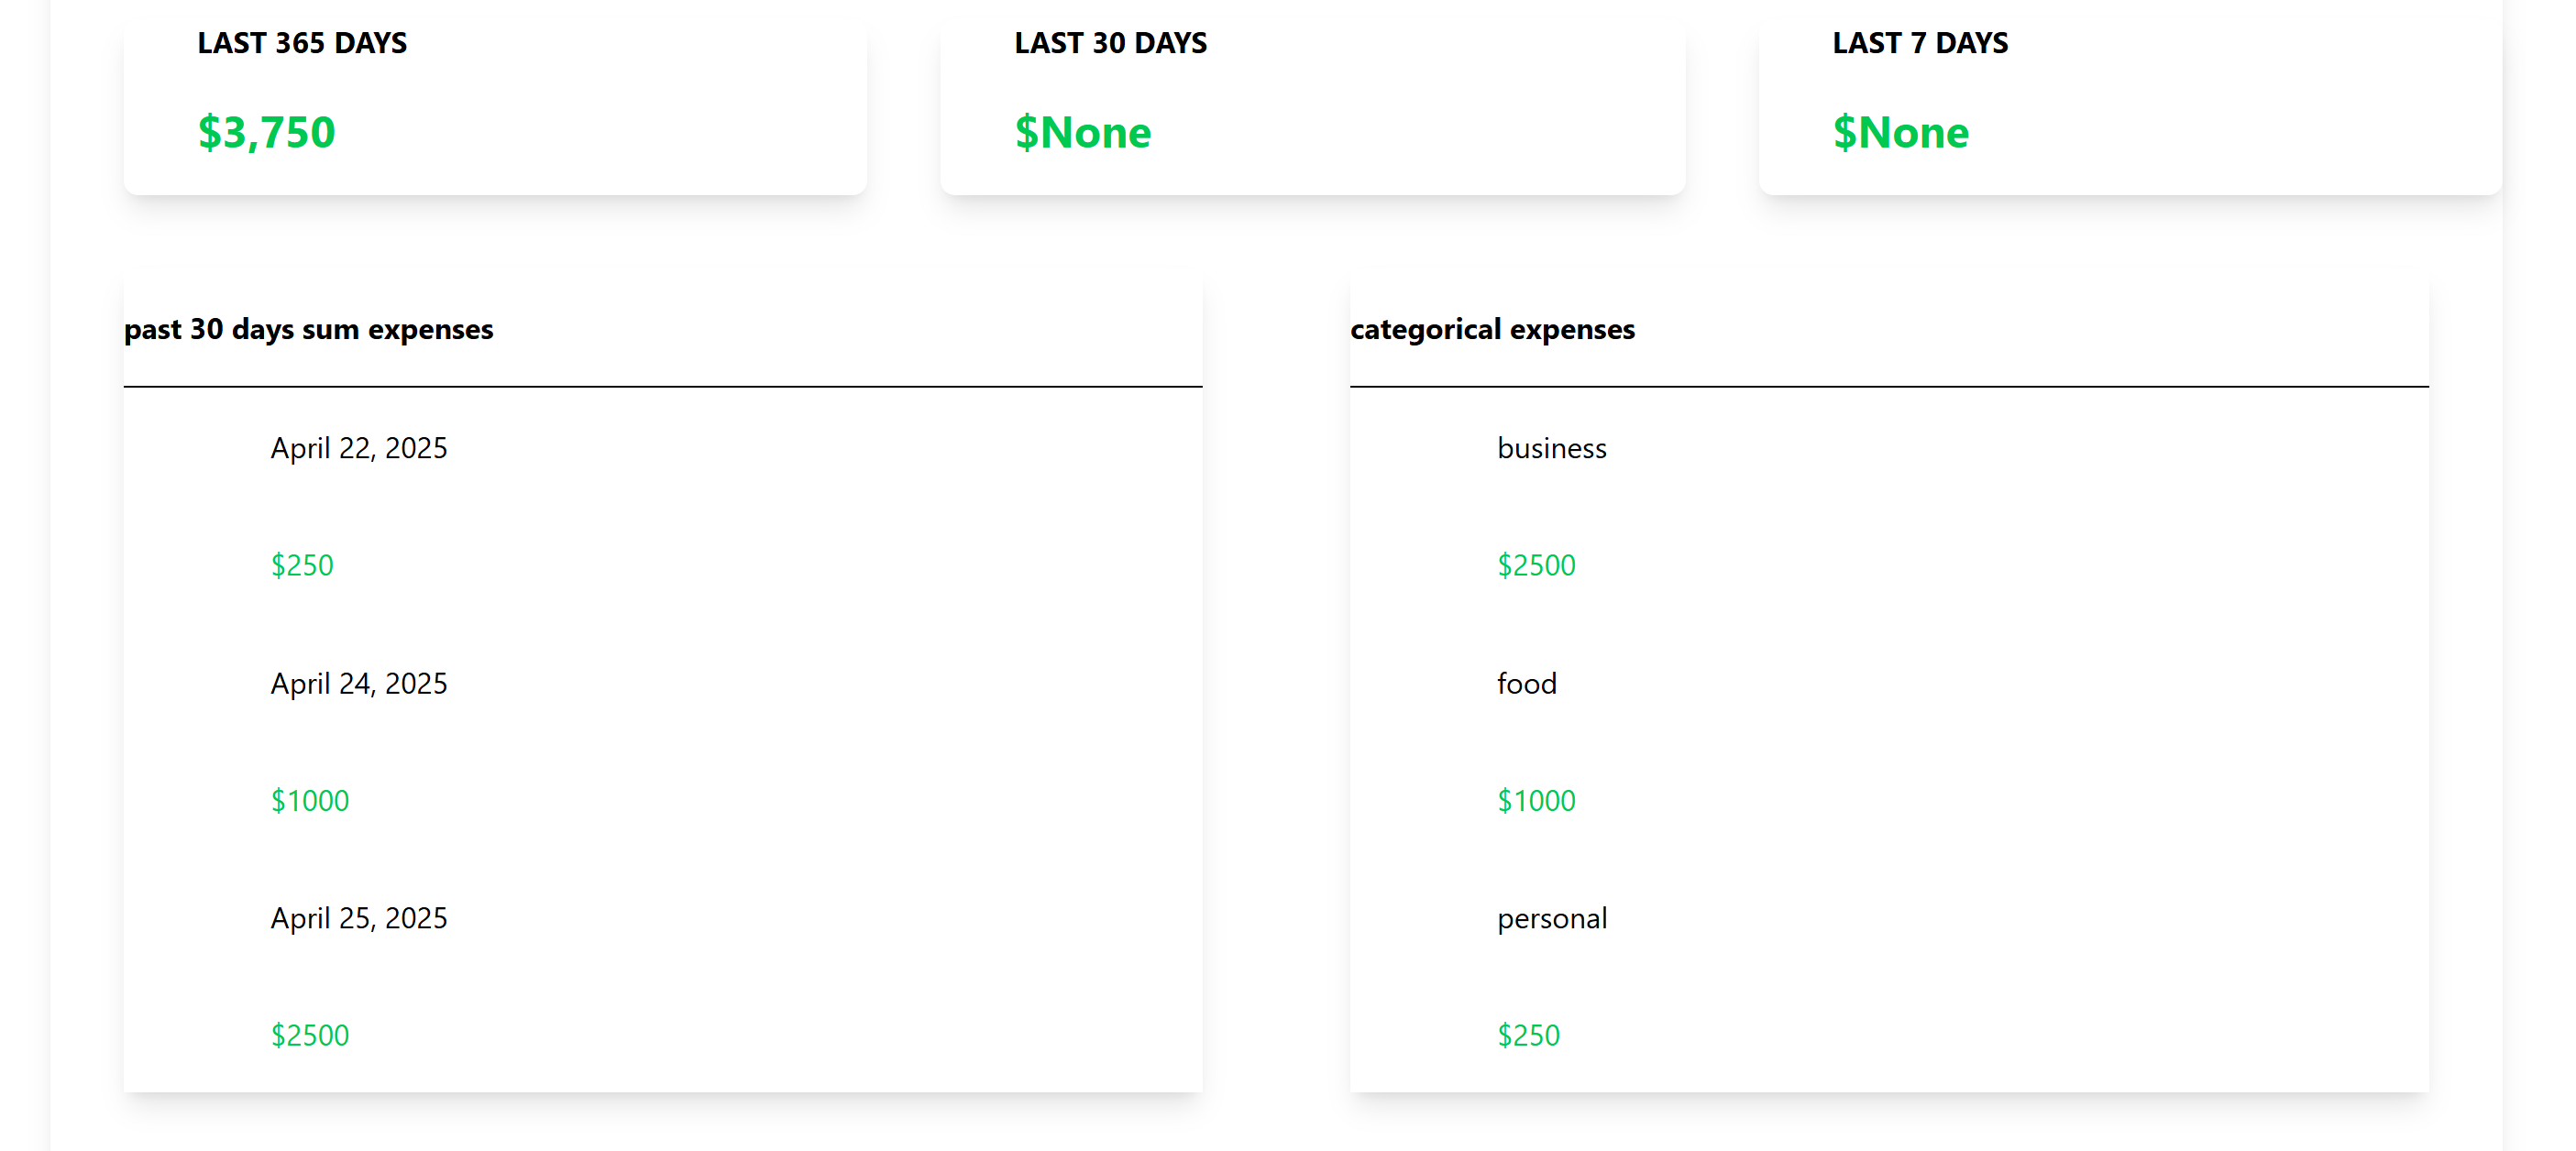 LAST 365 DAYS
$3,750
LAST 30 DAYS
$None
LAST 7 DAYS
$None
past 30 days sum expenses
April 22, 2025
$250
April 24, 2025
$1000
April 25, 2025
$2500
categorical expenses
business
$2500
food
$1000
personal
$250